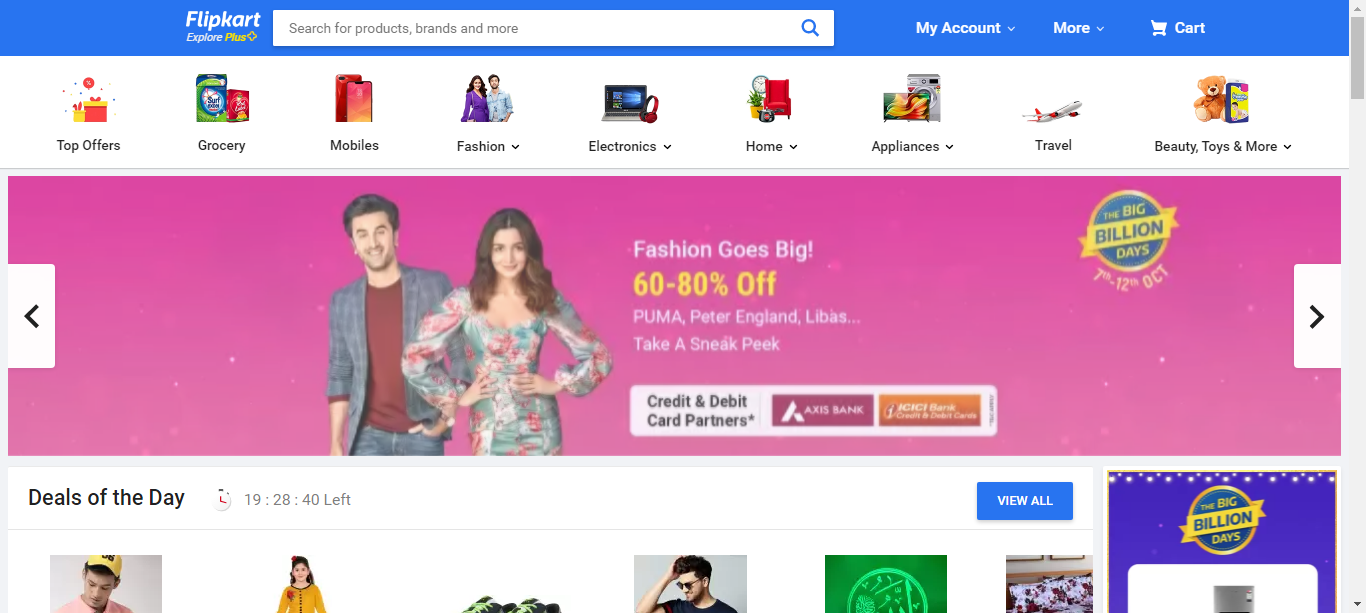 Flipkart
Explore Plus
Search for products, brands and more
My Account
More
Cart
Top Offers
Grocery
Mobiles
Fashion
Electronics
Home
Appliances
Travel
Beauty, Toys & More
Surf excel
THE BIG
BILLION
DAYS
7th-12th OCT
Fashion Goes Big!
60-80% Off
PUMA, Peter England, Libas...
Take A Sneak Peek
Credit & Debit
Card Partners*
AXIS BANK
ICICI Bank
Credit & Debit Cards
Deals of the Day
19 : 28 : 40 Left
VIEW ALL
THE BIG
BILLION
DAYS